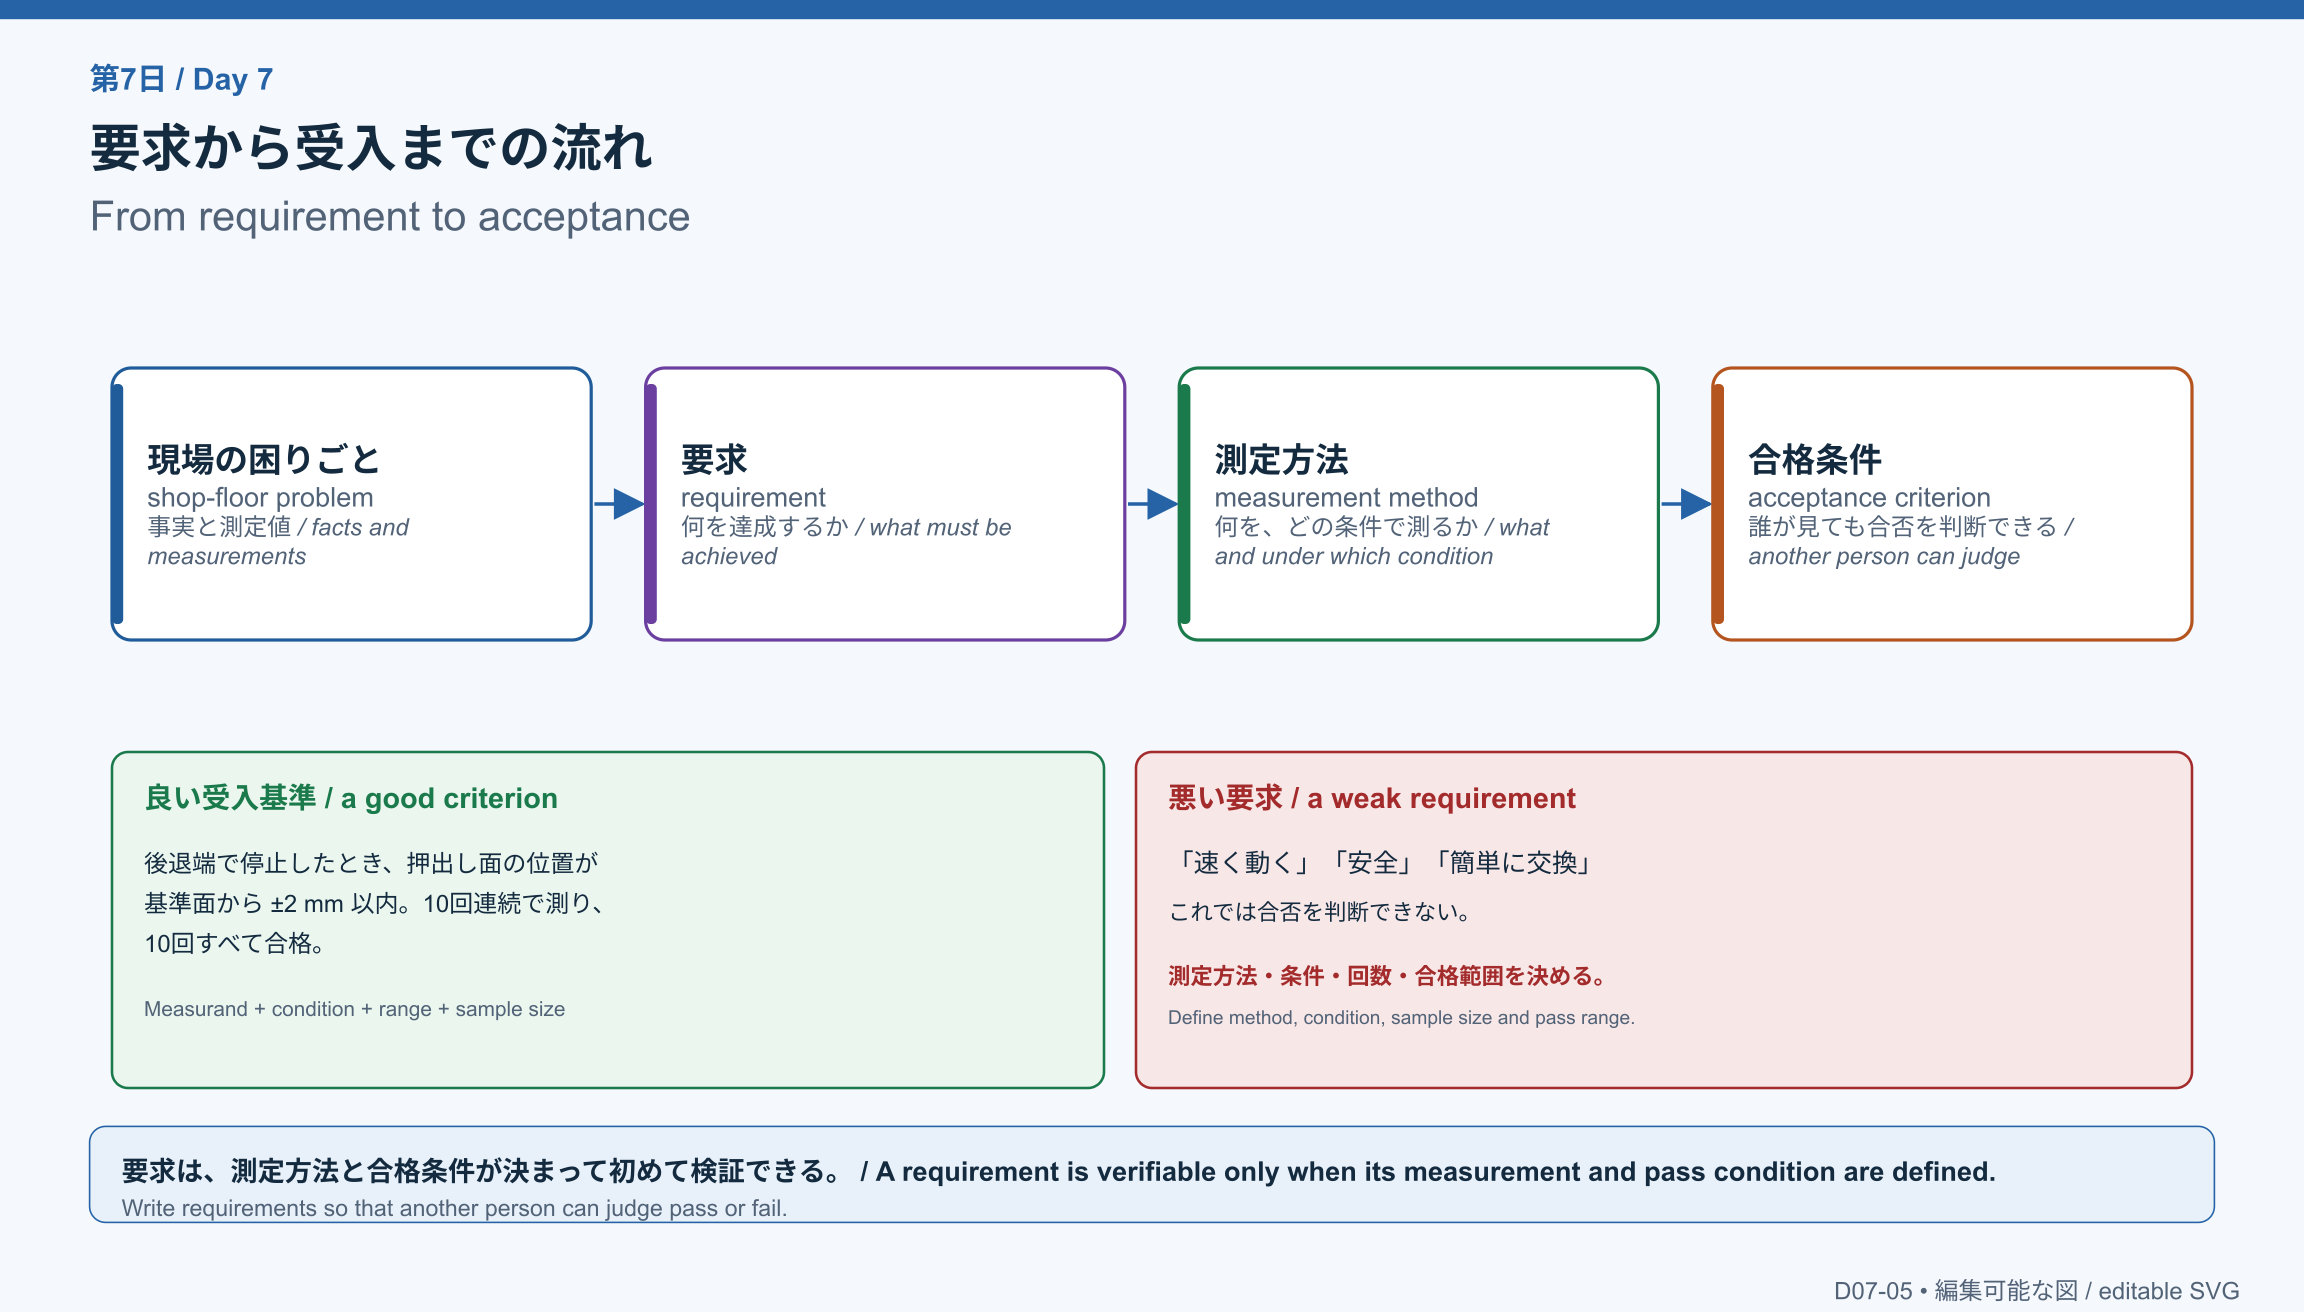 第7日 / Day 7
要求から受入までの流れ
From requirement to acceptance
現場の困りごと
shop-floor problem
事実と測定値 / facts and
measurements
要求
requirement
何を達成するか / what must be
achieved
測定方法
measurement method
何を、どの条件で測るか / what
and under which condition
合格条件
acceptance criterion
誰が見ても合否を判断できる /
another person can judge
良い受入基準 / a good criterion
後退端で停止したとき、押出し面の位置が
基準面から ±2 mm 以内。10回連続で測り、
10回すべて合格。
Measurand + condition + range + sample size
悪い要求 / a weak requirement
「速く動く」「安全」「簡単に交換」
これでは合否を判断できない。
測定方法・条件・回数・合格範囲を決める。
Define method, condition, sample size and pass range.
要求は、測定方法と合格条件が決まって初めて検証できる。 / A requirement is verifiable only when its measurement and pass condition are defined.
Write requirements so that another person can judge pass or fail.
D07-05 • 編集可能な図 / editable SVG